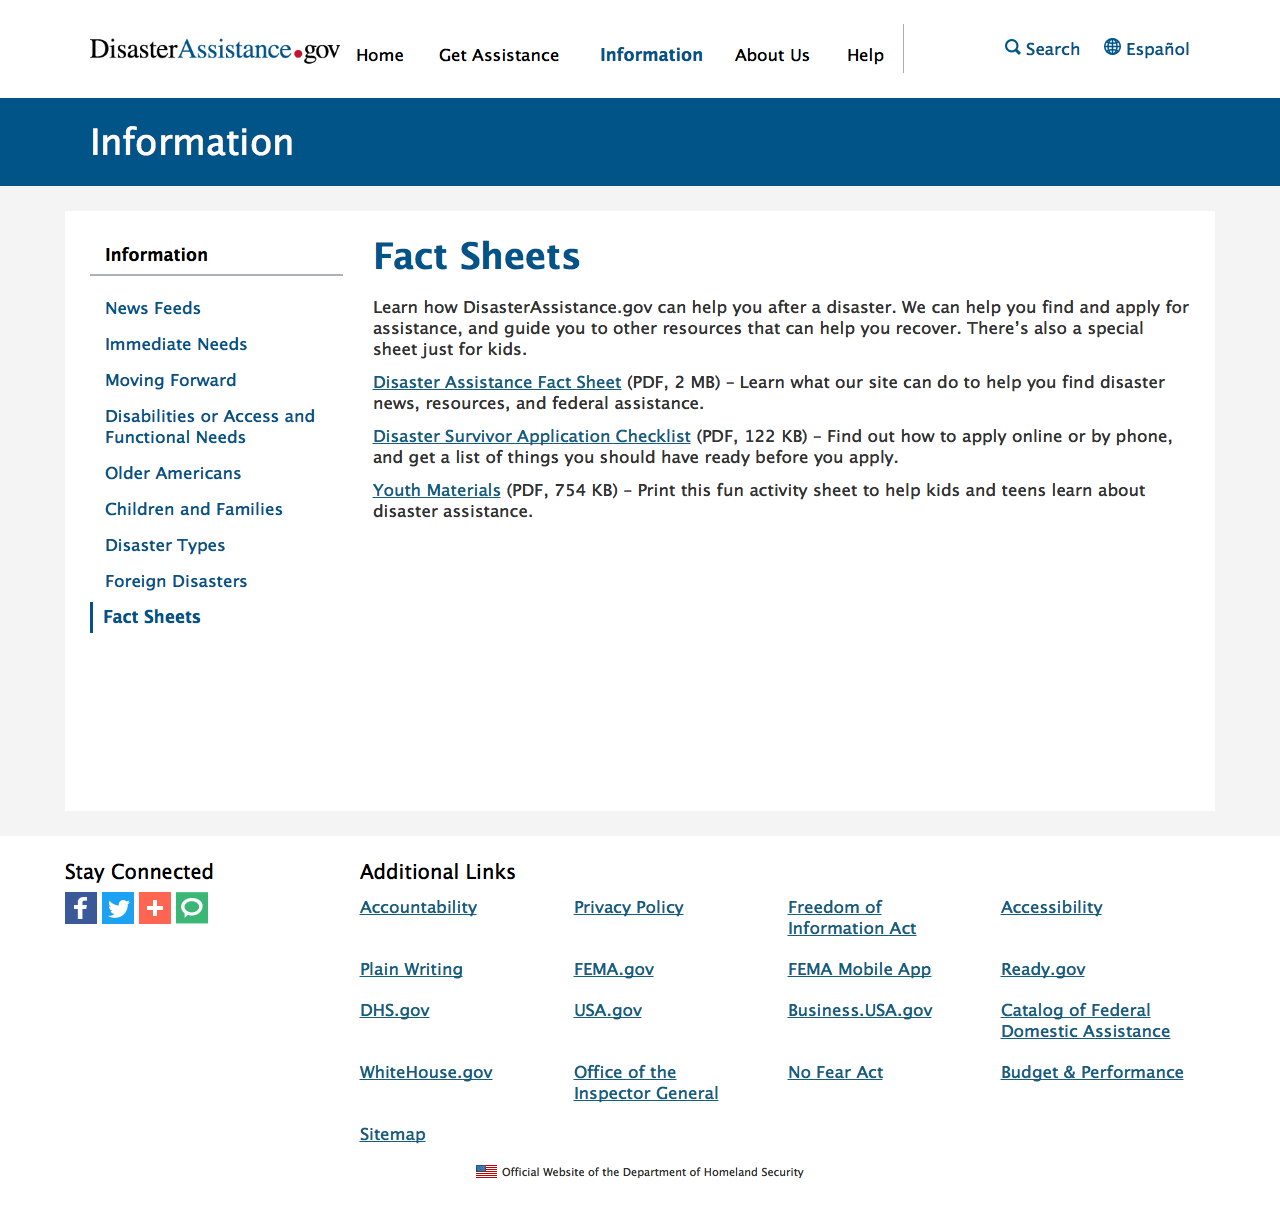 DisasterAssistance.gov
Home
Get Assistance
Information
About Us
Help
Search
Español
Information
Information
News Feeds
Immediate Needs
Moving Forward
Disabilities or Access and
Functional Needs
Older Americans
Children and Families
Disaster Types
Foreign Disasters
Fact Sheets
Fact Sheets
Learn how DisasterAssistance.gov can help you after a disaster. We can help you find and apply for
assistance, and guide you to other resources that can help you recover. There’s also a special
sheet just for kids.
Disaster Assistance Fact Sheet (PDF, 2 MB) – Learn what our site can do to help you find disaster
news, resources, and federal assistance.
Disaster Survivor Application Checklist (PDF, 122 KB) – Find out how to apply online or by phone,
and get a list of things you should have ready before you apply.
Youth Materials (PDF, 754 KB) – Print this fun activity sheet to help kids and teens learn about
disaster assistance.
Stay Connected
Additional Links
Accountability
Privacy Policy
Freedom of
Information Act
Accessibility
Plain Writing
FEMA.gov
FEMA Mobile App
Ready.gov
DHS.gov
USA.gov
Business.USA.gov
Catalog of Federal
Domestic Assistance
WhiteHouse.gov
Office of the
Inspector General
No Fear Act
Budget & Performance
Sitemap
Official Website of the Department of Homeland Security